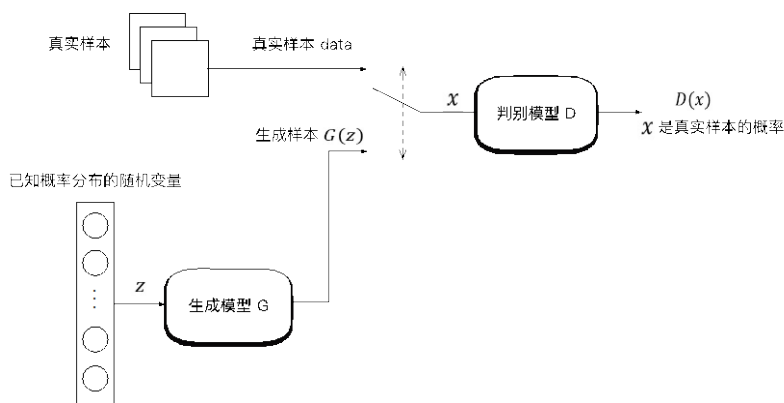 真实样本
真实样本 data
生成样本 G(z)
x
判别模型 D
D(x)
x 是真实样本的概率
已知概率分布的随机变量
z
生成模型 G